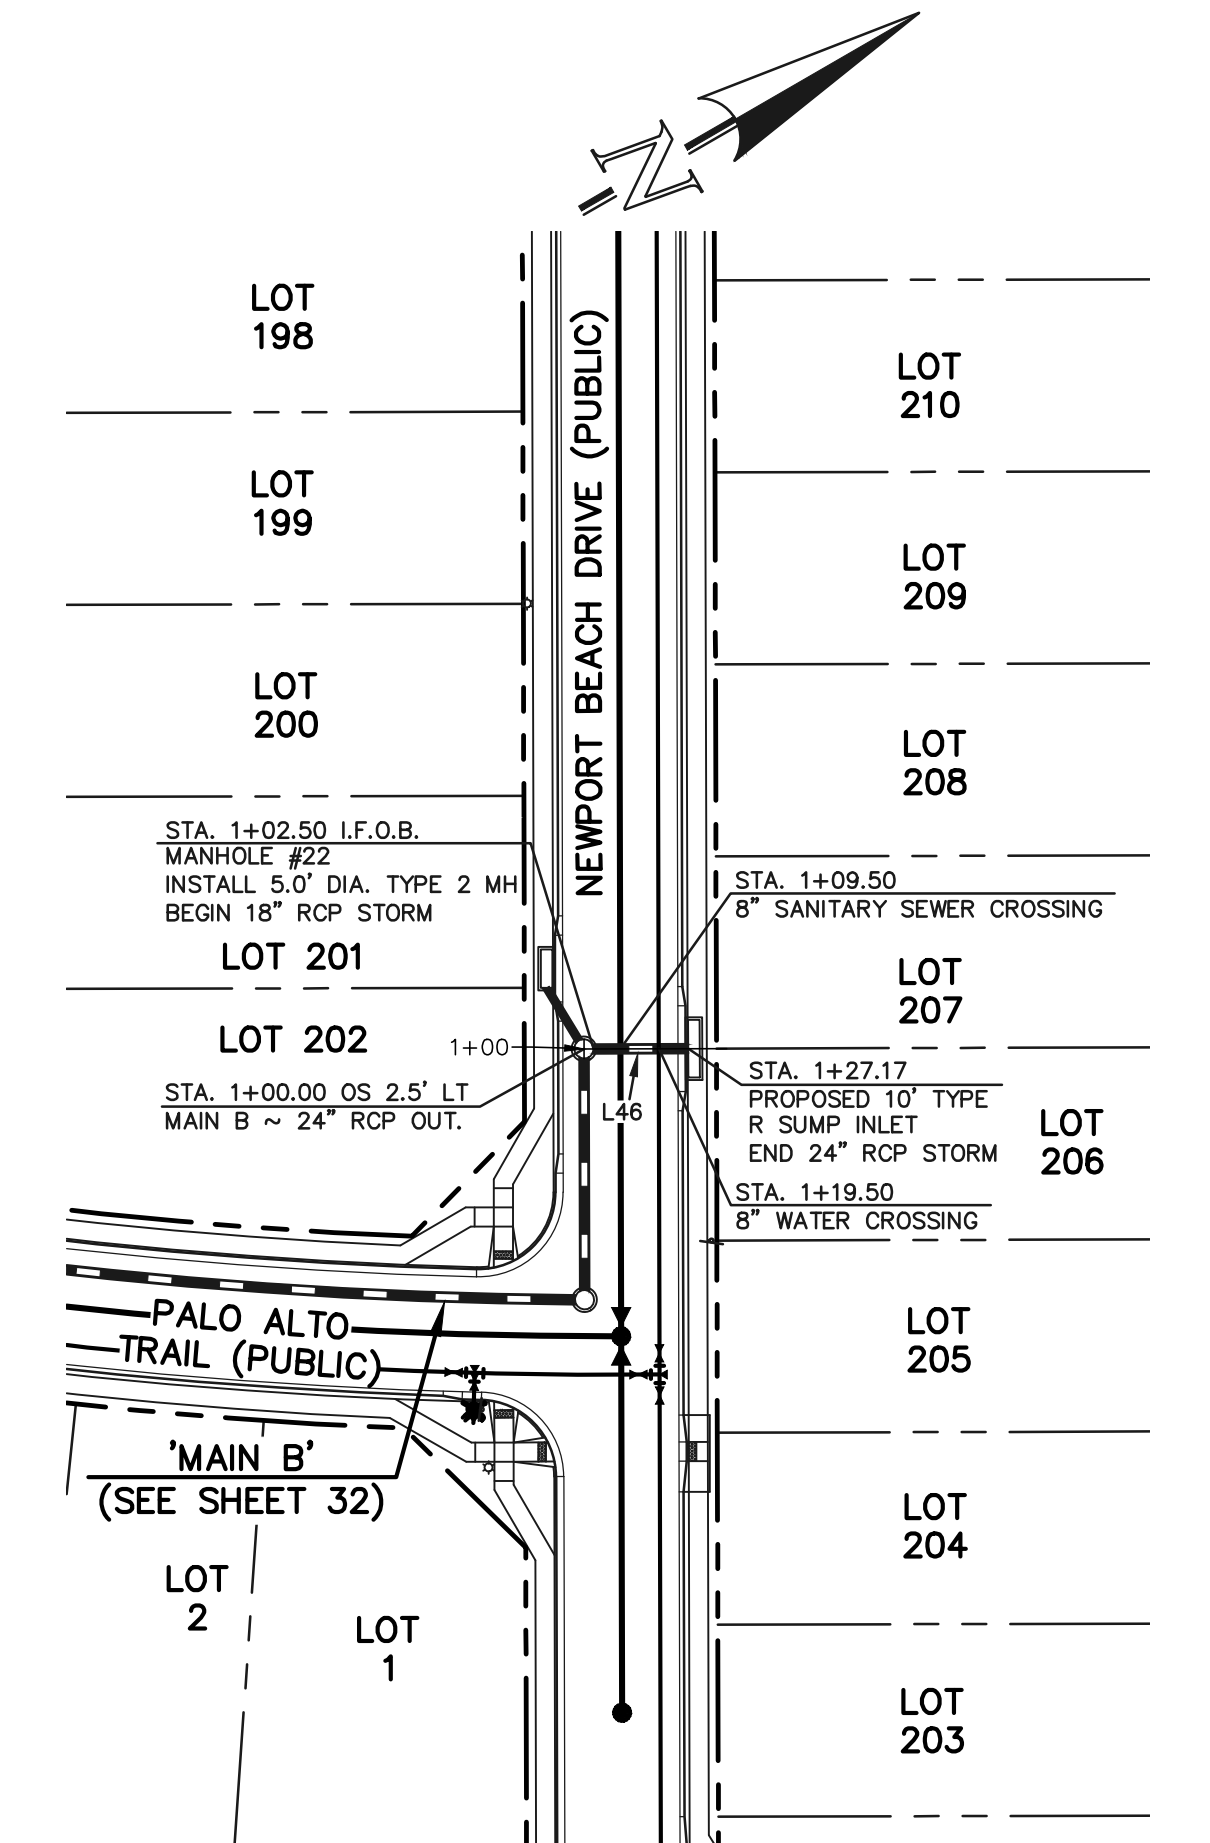 N
LOT
198
LOT
210
NEWPORT BEACH DRIVE (PUBLIC)
LOT
199
LOT
209
LOT
200
LOT
208
STA. 1+02.50 I.F.O.B.
MANHOLE #22
INSTALL 5.0' DIA. TYPE 2 MH
BEGIN 18" RCP STORM
STA. 1+09.50
8" SANITARY SEWER CROSSING
LOT 201
LOT
207
LOT 202
1+00
STA. 1+00.00 OS 2.5' LT
MAIN B ~ 24" RCP OUT.
L46
STA. 1+27.17
PROPOSED 10' TYPE
R SUMP INLET
END 24" RCP STORM
LOT
206
STA. 1+19.50
8" WATER CROSSING
PALO ALTO
TRAIL (PUBLIC)
LOT
205
'MAIN B'
(SEE SHEET 32)
LOT
204
LOT
2
LOT
1
LOT
203